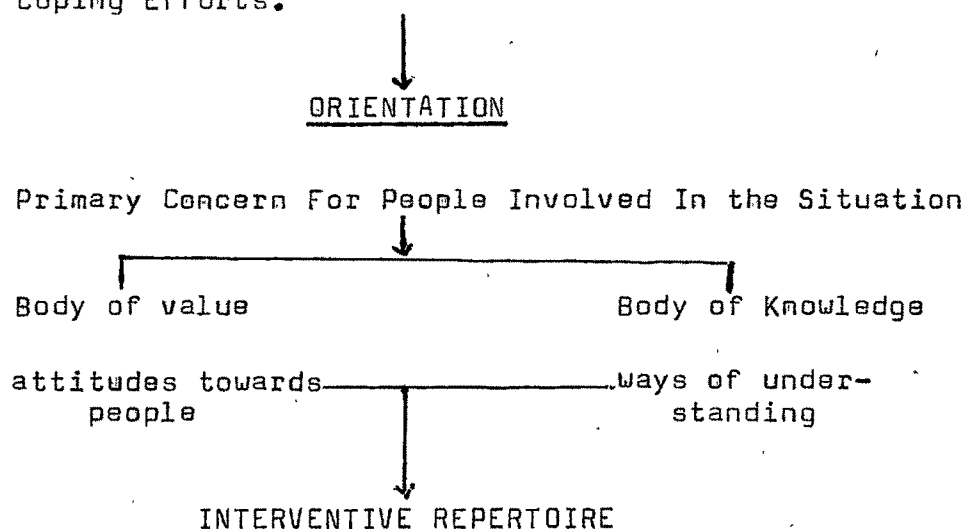 Coping Efforts.
ORIENTATION
Primary Concern For People Involved In the Situation
Body of value
Body of Knowledge
attitudes towards
people
ways of under-
standing
INTERVENTIVE REPERTOIRE